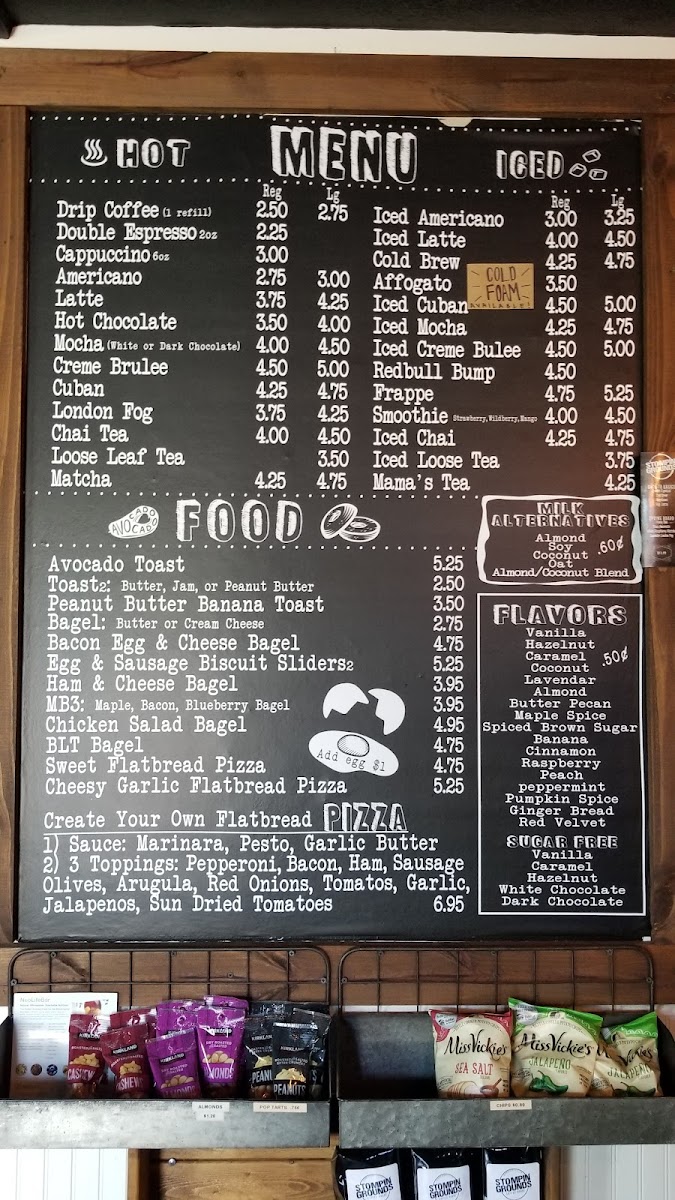 HOT MENU ICED
Reg Lg
Drip Coffee (1 refill) 2.50 2.75
Double Espresso 2oz 2.25
Cappuccino 6oz 3.00
Americano 2.75 3.00
Latte 3.75 4.25
Hot Chocolate 3.50 4.00
Mocha (White or Dark Chocolate) 4.00 4.50
Creme Brulee 4.50 5.00
Cuban 4.25 4.75
London Fog 3.75 4.25
Chai Tea 4.00 4.50
Loose Leaf Tea 3.50
Matcha 4.25 4.75
Reg Lg
Iced Americano 3.00 3.25
Iced Latte 4.00 4.50
Cold Brew 4.25 4.75
Affogato 3.50
Iced Cuban 4.50 5.00
Iced Mocha 4.25 4.75
Iced Creme Bulee 4.50 5.00
Redbull Bump 4.50
Frappe 4.75 5.25
Smoothie Strawberry, Wildberry, Mango 4.00 4.50
Iced Chai 4.25 4.75
Iced Loose Tea 3.75
Mama's Tea 4.25
COLD
FOAM
AVAILABLE!
AVOCADO
CADO
FOOD
Avocado Toast 5.25
Toast2: Butter, Jam, or Peanut Butter 2.50
Peanut Butter Banana Toast 3.50
Bagel: Butter or Cream Cheese 2.75
Bacon Egg & Cheese Bagel 4.75
Egg & Sausage Biscuit Sliders2 5.25
Ham & Cheese Bagel 3.95
MB3: Maple, Bacon, Blueberry Bagel 3.95
Chicken Salad Bagel 4.95
BLT Bagel 4.75
Sweet Flatbread Pizza 4.75
Cheesy Garlic Flatbread Pizza 5.25
Add egg $1
Create Your Own Flatbread PIZZA
1) Sauce: Marinara, Pesto, Garlic Butter
2) 3 Toppings: Pepperoni, Bacon, Ham, Sausage
Olives, Arugula, Red Onions, Tomatos, Garlic,
Jalapenos, Sun Dried Tomatoes 6.95
MILK
ALTERNATIVES
Almond
Soy
Coconut .60¢
Oat
Almond/Coconut Blend
FLAVORS
Vanilla
Hazelnut
Caramel .50¢
Coconut
Lavendar
Almond
Butter Pecan
Maple Spice
Spiced Brown Sugar
Banana
Cinnamon
Raspberry
Peach
peppermint
Pumpkin Spice
Ginger Bread
Red Velvet
SUGAR FREE
Vanilla
Caramel
Hazelnut
White Chocolate
Dark Chocolate
STOMPIN
GROUNDS
KIRKLAND
CASHEWS
ALMONDS
PEANUTS
MissVickie's
SEA SALT
MissVickie's
JALAPEÑO
MissVickie's
JALAPEÑO
ALMONDS
POP TARTS .75¢
STOMPIN
GROUNDS
STOMPIN
GROUNDS
STOMPIN
GROUNDS